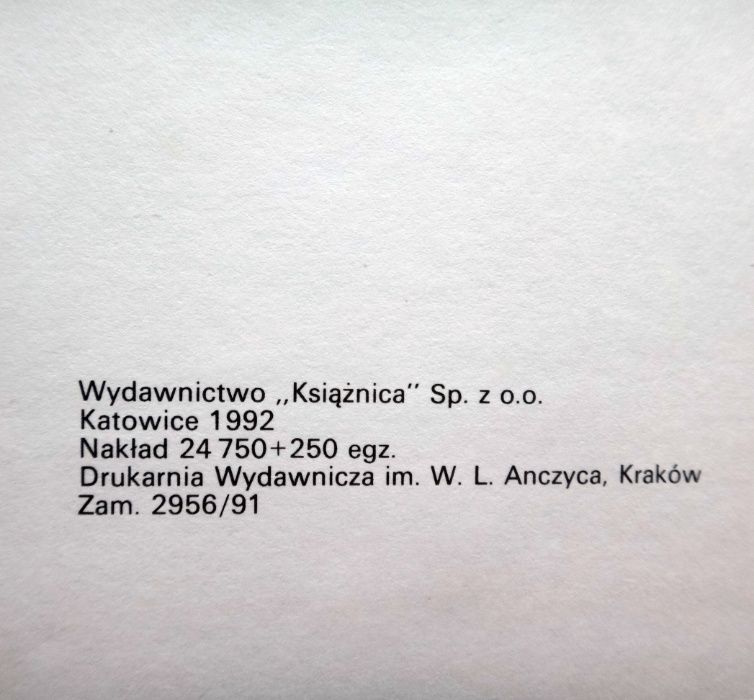 Wydawnictwo ,,Książnica" Sp. z o.o.
Katowice 1992
Nakład 24 750+250 egz.
Drukarnia Wydawnicza im. W. L. Anczyca, Kraków
Zam. 2956/91